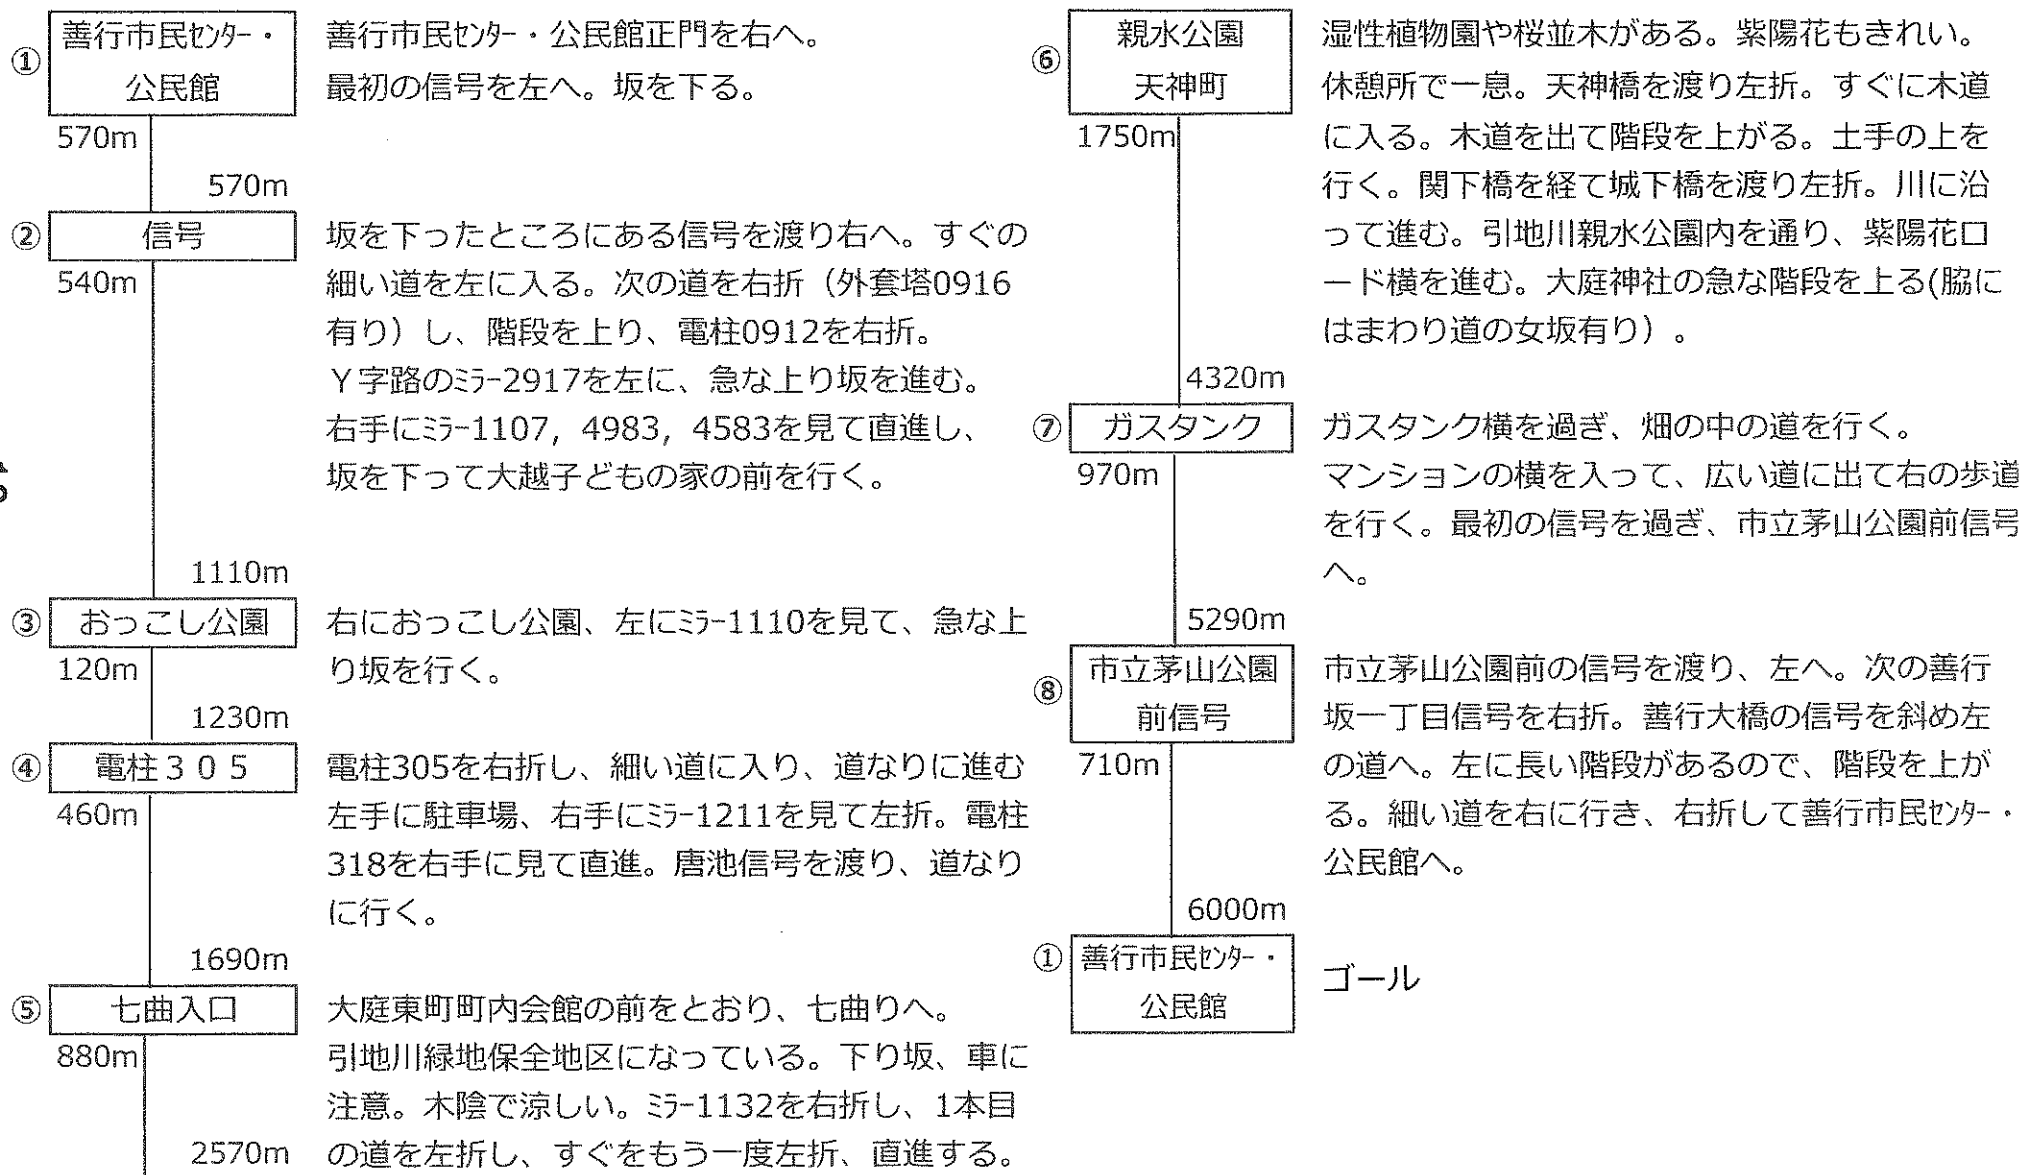 ①
善行市民ｾﾝﾀｰ・
公民館
善行市民ｾﾝﾀｰ・公民館正門を右へ。
最初の信号を左へ。坂を下る。
570m
570m
②
信号
坂を下ったところにある信号を渡り右へ。すぐの
細い道を左に入る。次の道を右折（外套塔0916
有り）し、階段を上り、電柱0912を右折。
Ｙ字路のﾐﾗｰ2917を左に、急な上り坂を進む。
右手にﾐﾗｰ1107, 4983, 4583を見て直進し、
坂を下って大越子どもの家の前を行く。
540m
1110m
③
おっこし公園
右におっこし公園、左にﾐﾗｰ1110を見て、急な上
り坂を行く。
120m
1230m
④
電柱３０５
電柱305を右折し、細い道に入り、道なりに進む
左手に駐車場、右手にﾐﾗｰ1211を見て左折。電柱
318を右手に見て直進。唐池信号を渡り、道なり
に行く。
460m
1690m
⑤
七曲入口
大庭東町町内会館の前をとおり、七曲りへ。
引地川緑地保全地区になっている。下り坂、車に
注意。木陰で涼しい。ﾐﾗｰ1132を右折し、1本目
の道を左折し、すぐをもう一度左折、直進する。
880m
2570m
⑥
親水公園
天神町
湿性植物園や桜並木がある。紫陽花もきれい。
休憩所で一息。天神橋を渡り左折。すぐに木道
に入る。木道を出て階段を上がる。土手の上を
行く。関下橋を経て城下橋を渡り左折。川に沿
って進む。引地川親水公園内を通り、紫陽花ロ
ード横を進む。大庭神社の急な階段を上る(脇に
はまわり道の女坂有り）。
1750m
4320m
⑦
ガスタンク
ガスタンク横を過ぎ、畑の中の道を行く。
マンションの横を入って、広い道に出て右の歩道
を行く。最初の信号を過ぎ、市立茅山公園前信号
へ。
970m
5290m
⑧
市立茅山公園
前信号
市立茅山公園前の信号を渡り、左へ。次の善行
坂一丁目信号を右折。善行大橋の信号を斜め左
の道へ。左に長い階段があるので、階段を上が
る。細い道を右に行き、右折して善行市民ｾﾝﾀｰ・
公民館へ。
710m
6000m
①
善行市民ｾﾝﾀｰ・
公民館
ゴール